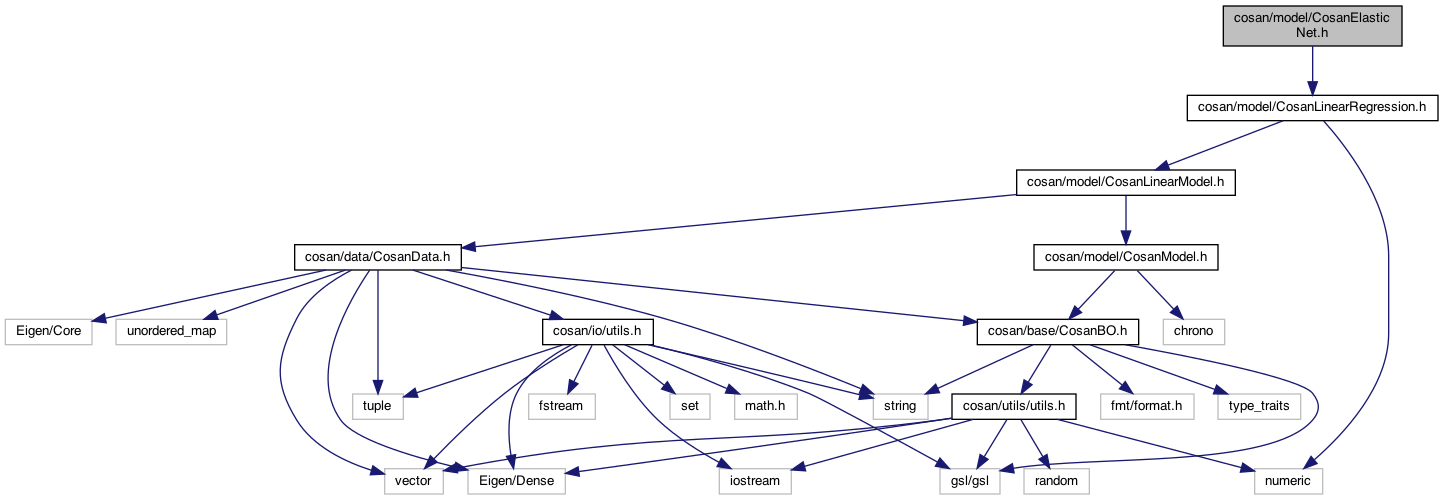 cosan/model/CosanElastic
Net.h
cosan/model/CosanLinearRegression.h
cosan/model/CosanLinearModel.h
cosan/data/CosanData.h
cosan/model/CosanModel.h
Eigen/Core
unordered_map
cosan/io/utils.h
cosan/base/CosanBO.h
chrono
tuple
fstream
set
math.h
string
cosan/utils/utils.h
fmt/format.h
type_traits
vector
Eigen/Dense
iostream
gsl/gsl
random
numeric